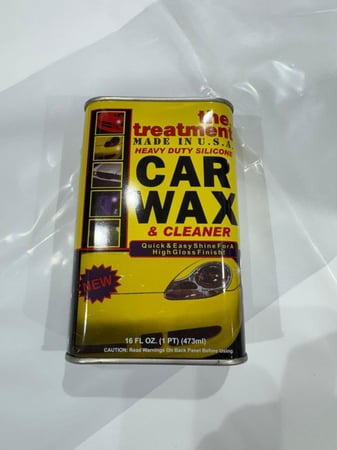 the
treatment
MADE IN U.S.A.
HEAVY DUTY SILICONE
CAR
WAX
& CLEANER
Quick & Easy Shine For A
High Gloss Finish!
NEW
16 FL OZ. (1 PT) (473ml)
CAUTION: Read Warnings On Back Panel Before Using